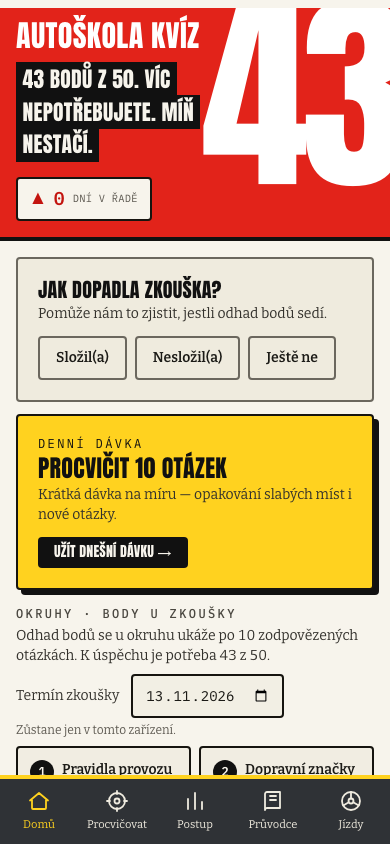 AUTOŠKOLA KVÍZ
43
43 BODŮ Z 50. VÍC
NEPOTŘEBUJETE. MÍŇ
NESTAČÍ.
▲ 0 DNÍ V ŘADĚ
JAK DOPADLA ZKOUŠKA?
Pomůže nám to zjistit, jestli odhad bodů sedí.
Složil(a)
Nesložil(a)
Ještě ne
DENNÍ DÁVKA
PROCVIČIT 10 OTÁZEK
Krátká dávka na míru — opakování slabých míst i
nové otázky.
UŽÍT DNEŠNÍ DÁVKU →
OKRUHY · BODY U ZKOUŠKY
Odhad bodů se u okruhu ukáže po 10 zodpovězených
otázkách. K úspěchu je potřeba 43 z 50.
Termín zkoušky 13.11.2026
Zůstane jen v tomto zařízení.
1 Pravidla provozu
2 Dopravní značky
Domů
Procvičovat
Postup
Průvodce
Jízdy